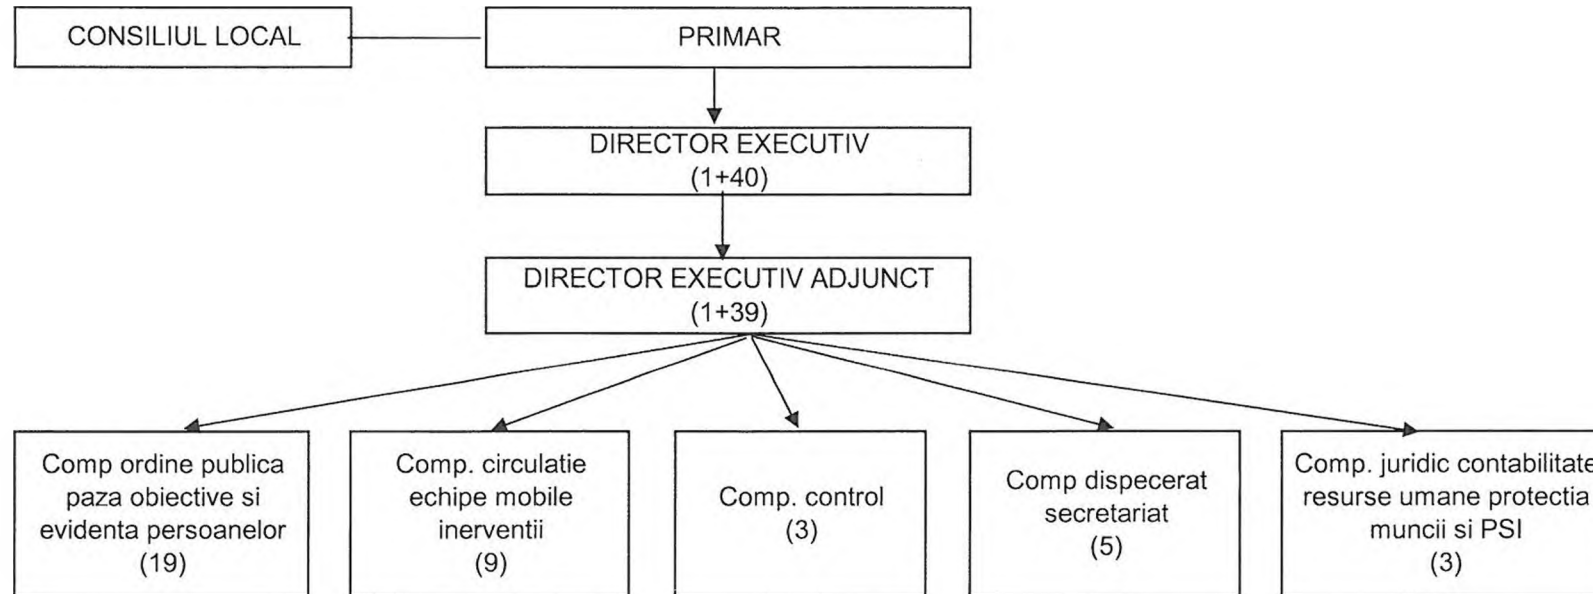 CONSILIUL LOCAL
PRIMAR
DIRECTOR EXECUTIV
(1+40)
DIRECTOR EXECUTIV ADJUNCT
(1+39)
Comp ordine publica
paza obiective si
evidenta persoanelor
(19)
Comp. circulatie
echipe mobile
inerventii
(9)
Comp. control
(3)
Comp dispecerat
secretariat
(5)
Comp. juridic contabilitate
resurse umane protectia
muncii si PSI
(3)